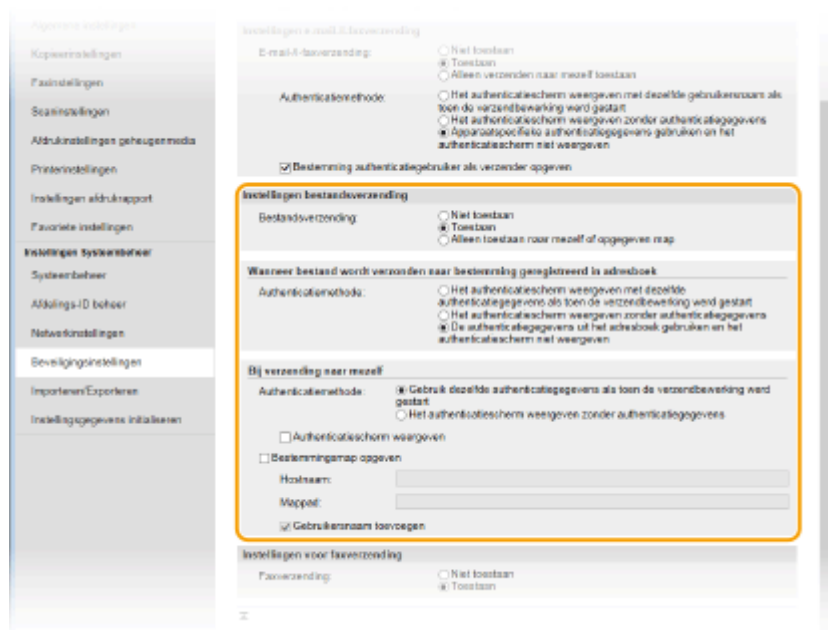 Algemene instellingen
Kopieerinstellingen
Faxinstellingen
Scaninstellingen
Afdrukinstellingen geheugenmedia
Printerinstellingen
Instellingen afdrukrapport
Favoriete instellingen
Instellingen Systeembeheer
Systeembeheer
Afdelings-ID beheer
Netwerkinstellingen
Beveiligingsinstellingen
Importeren/Exporteren
Instellingsgegevens initialiseren
Instellingen e-mail-/I-faxverzending
E-mail-/I-faxverzending:
Niet toestaan
Toestaan
Alleen verzenden naar mezelf toestaan
Authenticatiemethode:
Het authenticatiescherm weergeven met dezelfde gebruikersnaam als
toen de verzendbewerking werd gestart
Het authenticatiescherm weergeven zonder authenticatiegegevens
Apparaatspecifieke authenticatiegegevens gebruiken en het
authenticatiescherm niet weergeven
Bestemming authenticatiegebruiker als verzender opgeven
Instellingen bestandsverzending
Bestandsverzending:
Niet toestaan
Toestaan
Alleen toestaan naar mezelf of opgegeven map
Wanneer bestand wordt verzonden naar bestemming geregistreerd in adresboek
Authenticatiemethode:
Het authenticatiescherm weergeven met dezelfde
authenticatiegegevens als toen de verzendbewerking werd gestart
Het authenticatiescherm weergeven zonder authenticatiegegevens
De authenticatiegegevens uit het adresboek gebruiken en het
authenticatiescherm niet weergeven
Bij verzending naar mezelf
Authenticatiemethode:
Gebruik dezelfde authenticatiegegevens als toen de verzendbewerking werd
gestart
Het authenticatiescherm weergeven zonder authenticatiegegevens
Authenticatiescherm weergeven
Bestemmingsmap opgeven
Hostnaam:
Mappad:
Gebruikersnaam toevoegen
Instellingen voor faxverzending
Faxverzending:
Niet toestaan
Toestaan